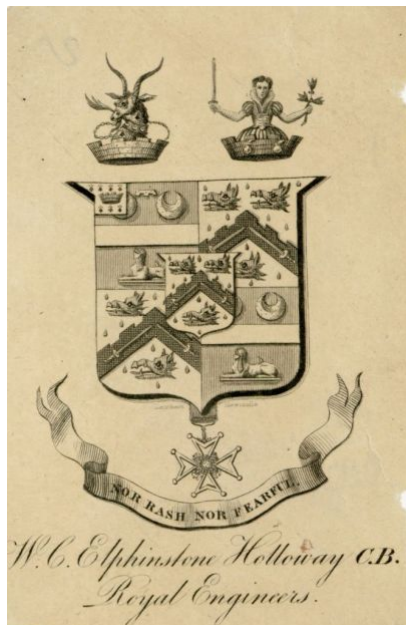 NOR RASH NOR FEARFUL.
W. C. Elphinstone Holloway C.B.
Royal Engineers.